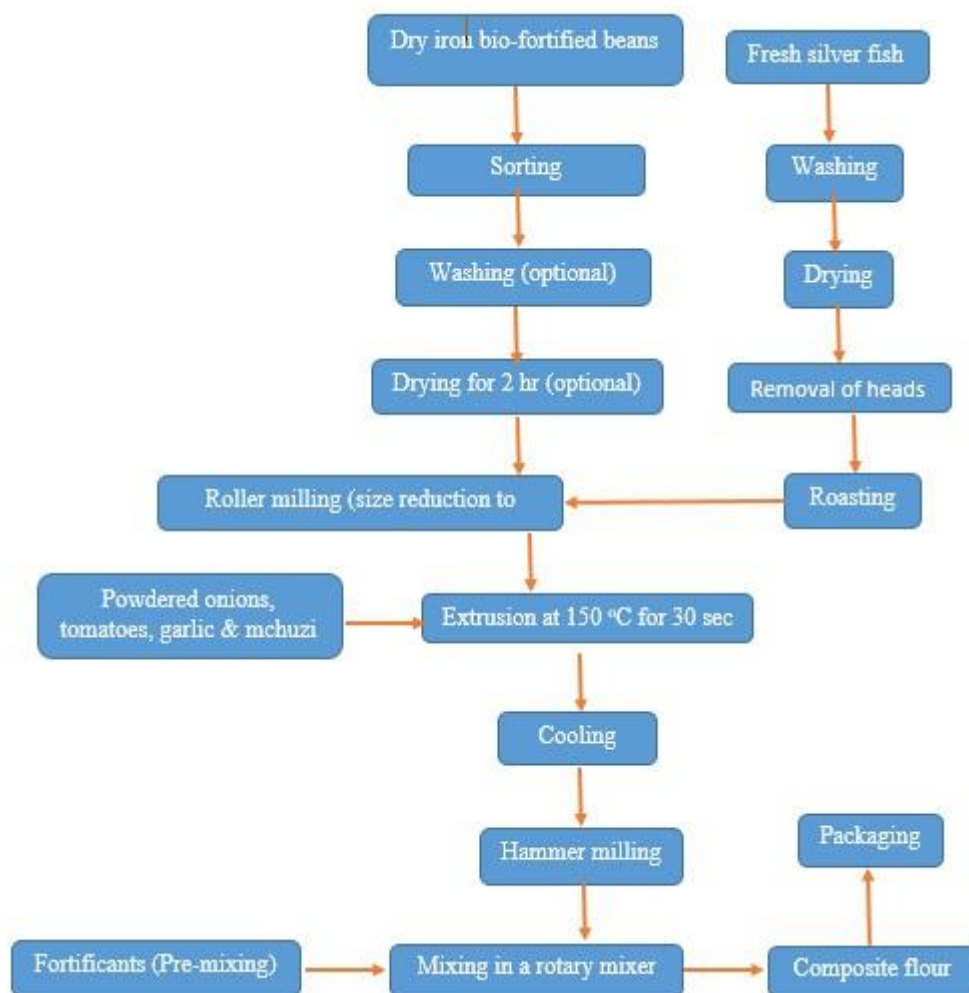 Dry iron bio-fortified beans
Fresh silver fish
Sorting
Washing
Washing (optional)
Drying
Drying for 2 hr (optional)
Removal of heads
Roller milling (size reduction to
Roasting
Powdered onions,
tomatoes, garlic & mchuzi
Extrusion at 150 °C for 30 sec
Cooling
Hammer milling
Packaging
Fortificants (Pre-mixing)
Mixing in a rotary mixer
Composite flour